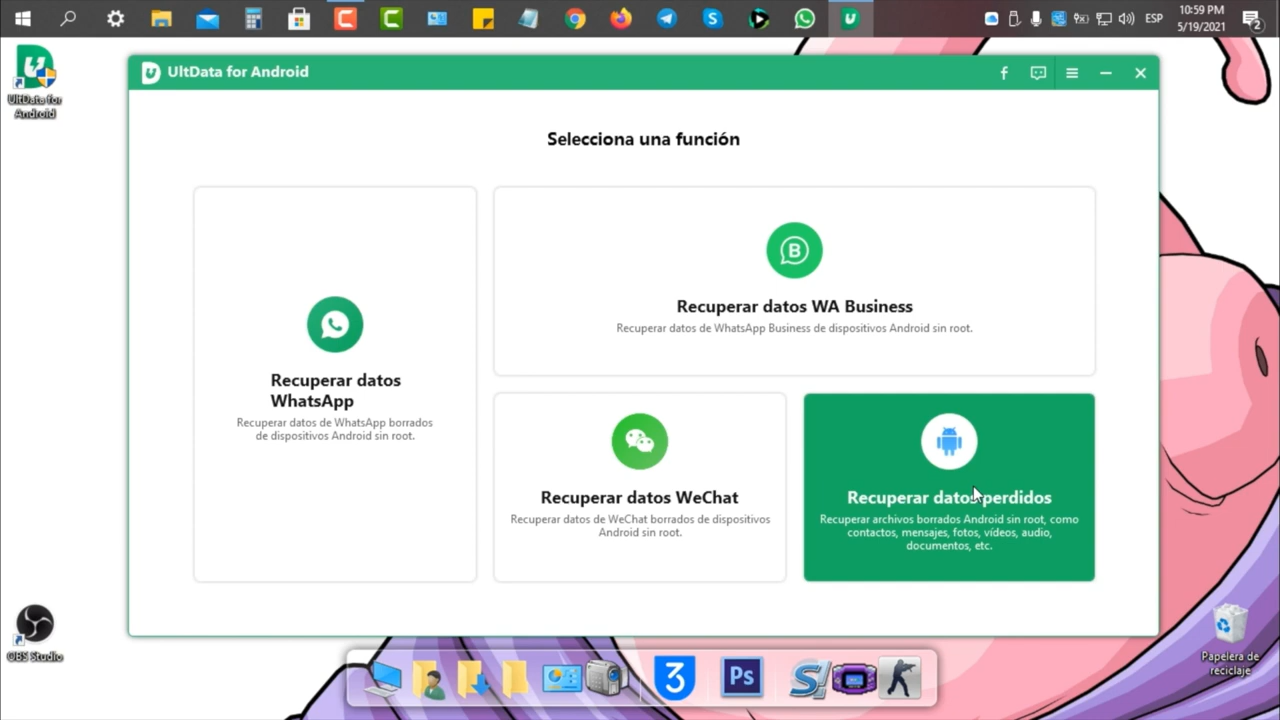 ESP
10:59 PM
5/19/2021
2
UltData for
Android
UltData for Android
Selecciona una función
Recuperar datos
WhatsApp
Recuperar datos de WhatsApp borrados
de dispositivos Android sin root.
B
Recuperar datos WA Business
Recuperar datos de WhatsApp Business de dispositivos Android sin root.
Recuperar datos WeChat
Recuperar datos de WeChat borrados de dispositivos
Android sin root.
Recuperar datos perdidos
Recuperar archivos borrados Android sin root, como
contactos, mensajes, fotos, vídeos, audio,
documentos, etc.
OBS Studio
3
Ps
Papelera de
reciclaje